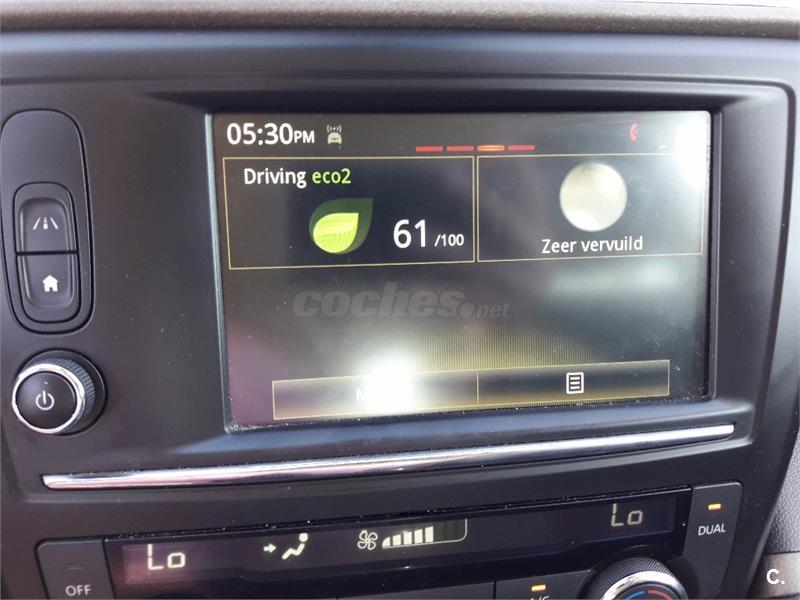 05:30PM
Driving eco2
61/100
Zeer vervuild
coches.net
Lo
Lo
OFF
DUAL
A/C
C.